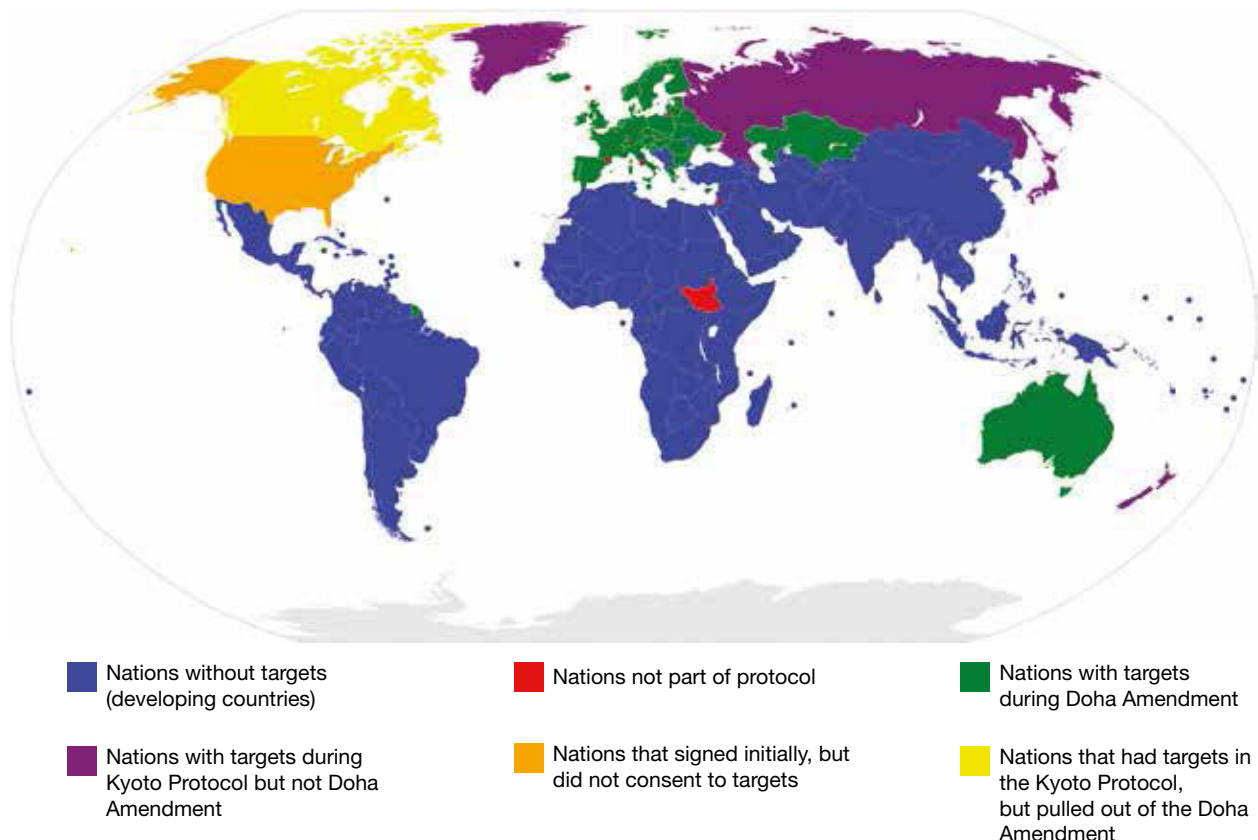 Nations without targets
(developing countries)
Nations not part of protocol
Nations with targets
during Doha Amendment
Nations with targets during
Kyoto Protocol but not Doha
Amendment
Nations that signed initially, but
did not consent to targets
Nations that had targets in
the Kyoto Protocol,
but pulled out of the Doha
Amendment